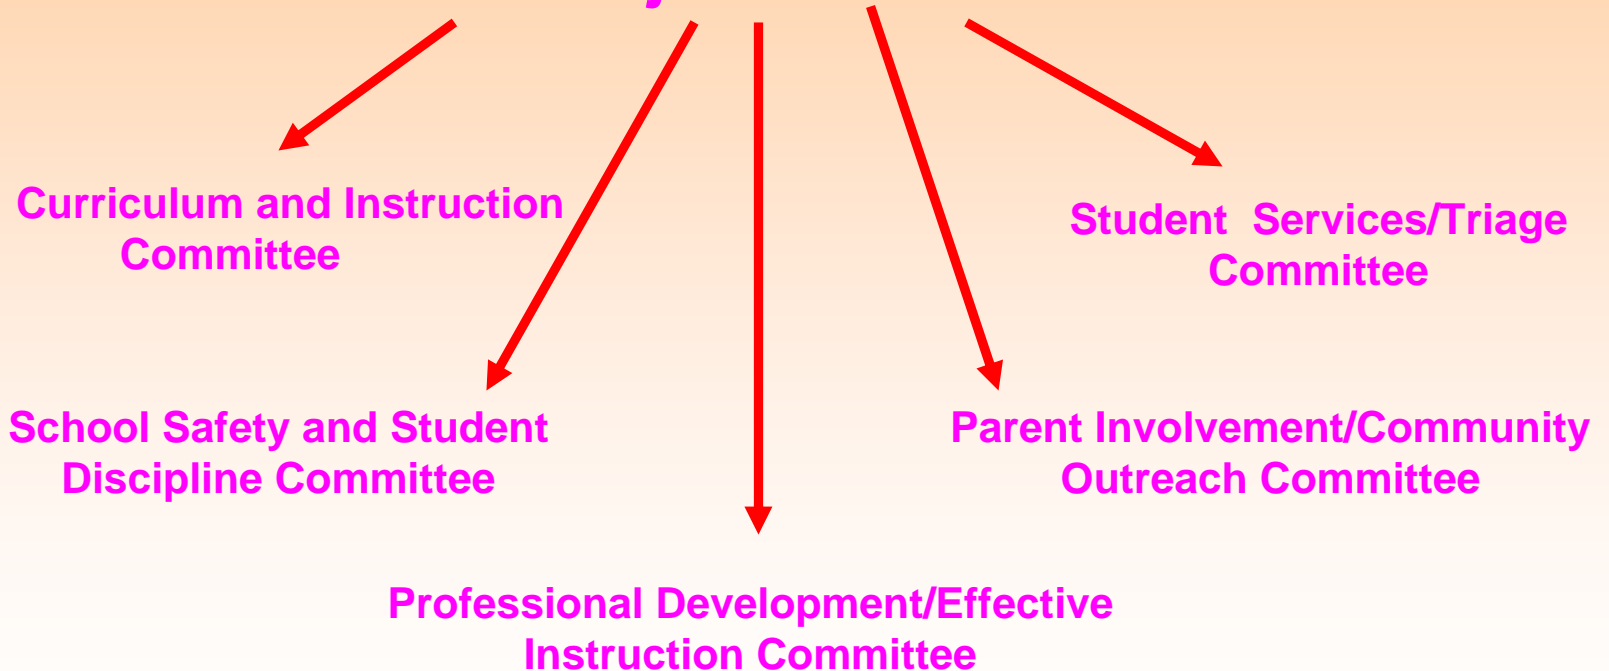 Curriculum and Instruction
Committee
Student Services/Triage
Committee
School Safety and Student
Discipline Committee
Parent Involvement/Community
Outreach Committee
Professional Development/Effective
Instruction Committee